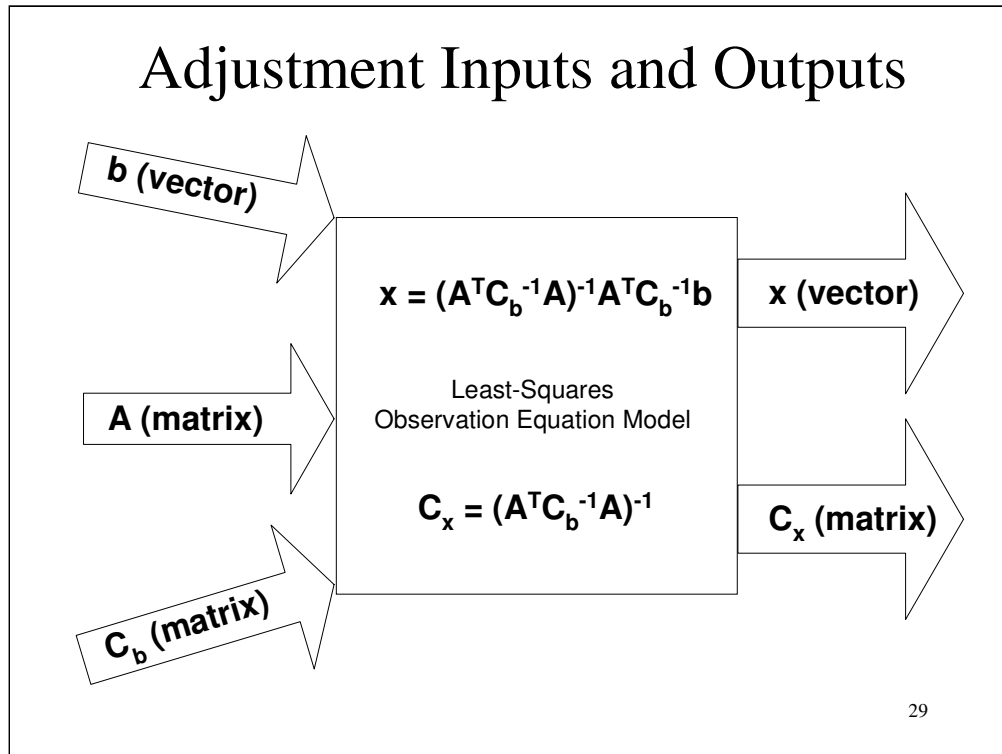 Adjustment Inputs and Outputs
b (vector)
A (matrix)
C_b (matrix)
x = (AᵀC_b⁻¹A)⁻¹AᵀC_b⁻¹b
Least-Squares
Observation Equation Model
C_x = (AᵀC_b⁻¹A)⁻¹
x (vector)
C_x (matrix)
29